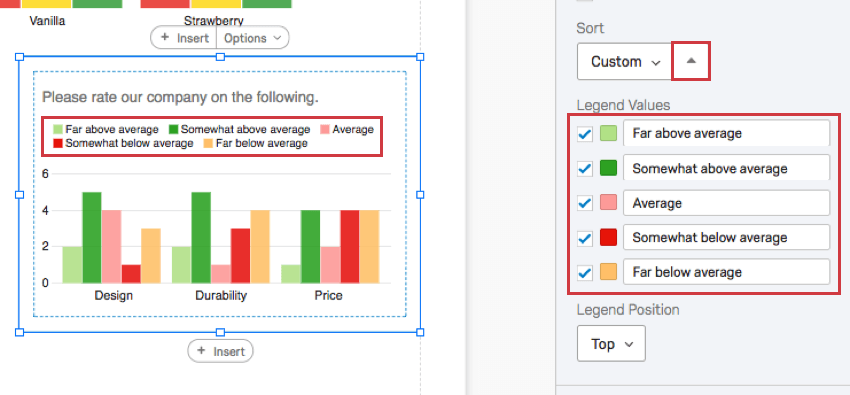 Vanilla Strawberry
+ Insert Options
Please rate our company on the following.
Far above average Somewhat above average Average
Somewhat below average Far below average
6
4
2
0
Design Durability Price
+ Insert
Sort
Custom
Legend Values
Far above average
Somewhat above average
Average
Somewhat below average
Far below average
Legend Position
Top